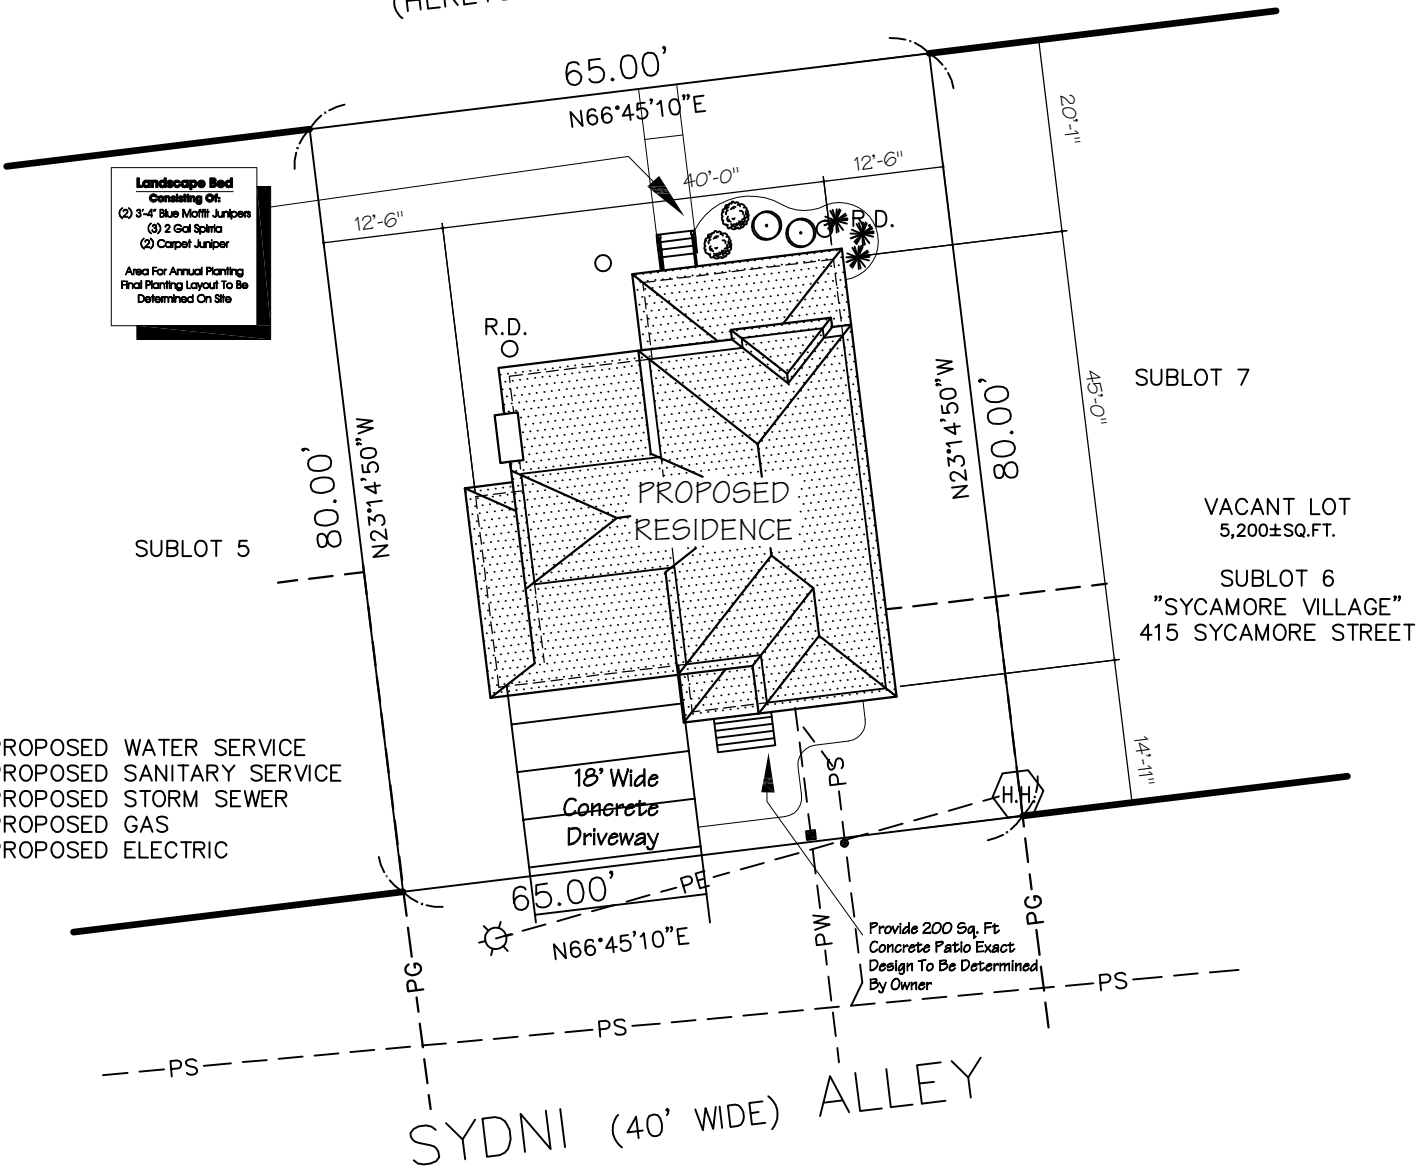 65.00'
N66°45'10"E
20'-1"
12'-6"
40'-0"
12'-6"
Landscape Bed
Consisting Of:
(2) 3'-4" Blue Moffit Junipers
(3) 2 Gal Spirria
(2) Carpet Juniper
Area For Annual Planting
Final Planting Layout To Be
Determined On Site
R.D.
R.D.
N23°14'50"W
80.00'
45'-0"
SUBLOT 7
80.00'
N23°14'50"W
PROPOSED
RESIDENCE
VACANT LOT
5,200±SQ.FT.
SUBLOT 5
SUBLOT 6
"SYCAMORE VILLAGE"
415 SYCAMORE STREET
PROPOSED WATER SERVICE
PROPOSED SANITARY SERVICE
PROPOSED STORM SEWER
PROPOSED GAS
PROPOSED ELECTRIC
18' Wide
Concrete
Driveway
PS
H.H.
14'-11"
65.00'
PE
N66°45'10"E
PW
PG
Provide 200 Sq. Ft
Concrete Patio Exact
Design To Be Determined
By Owner
PG
PS
PS
PS
SYDNI (40' WIDE) ALLEY